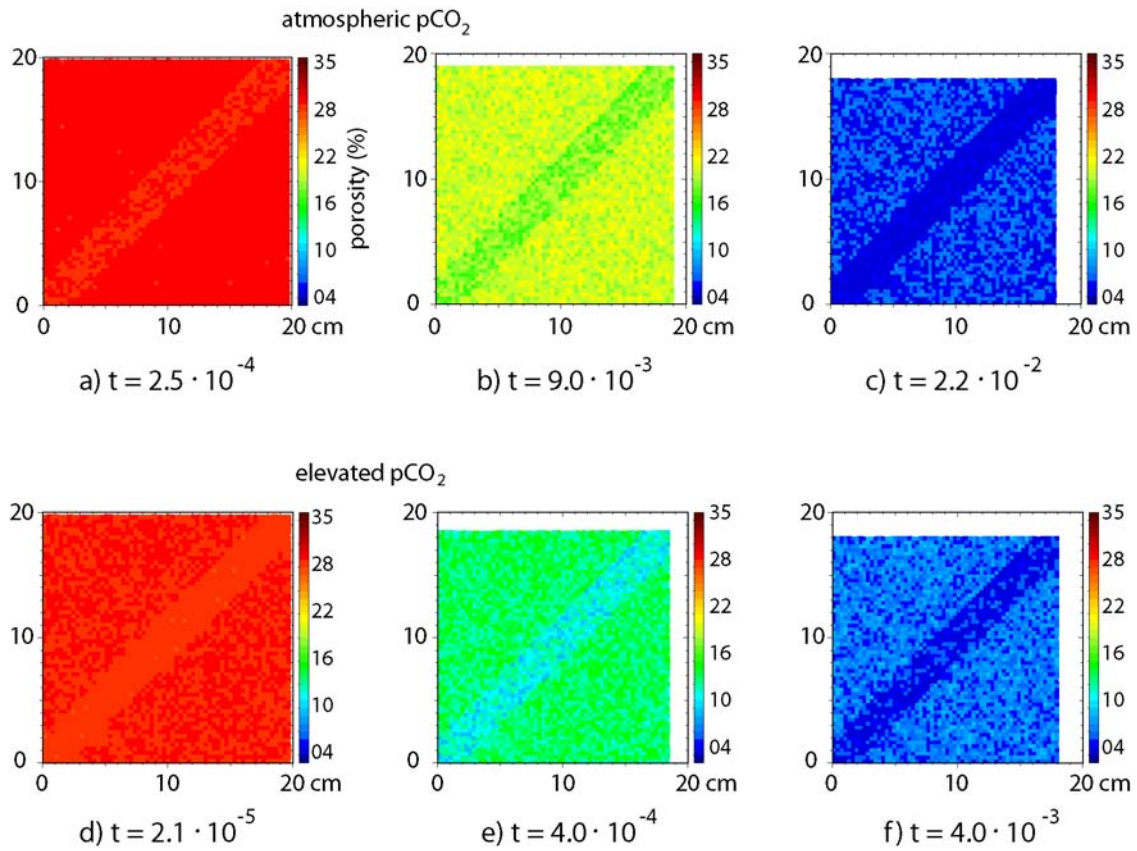 atmospheric pCO₂
20 10 0
0 10 20 cm
35 28 22 16 10 04
porosity (%)
20 10 0
0 10 20 cm
35 28 22 16 10 04
20 10 0
0 10 20 cm
35 28 22 16 10 04
a) t = 2.5 · 10⁻⁴
b) t = 9.0 · 10⁻³
c) t = 2.2 · 10⁻²
elevated pCO₂
20 10 0
0 10 20 cm
35 28 22 16 10 04
20 10 0
0 10 20 cm
35 28 22 16 10 04
20 10 0
0 10 20 cm
35 28 22 16 10 04
d) t = 2.1 · 10⁻⁵
e) t = 4.0 · 10⁻⁴
f) t = 4.0 · 10⁻³